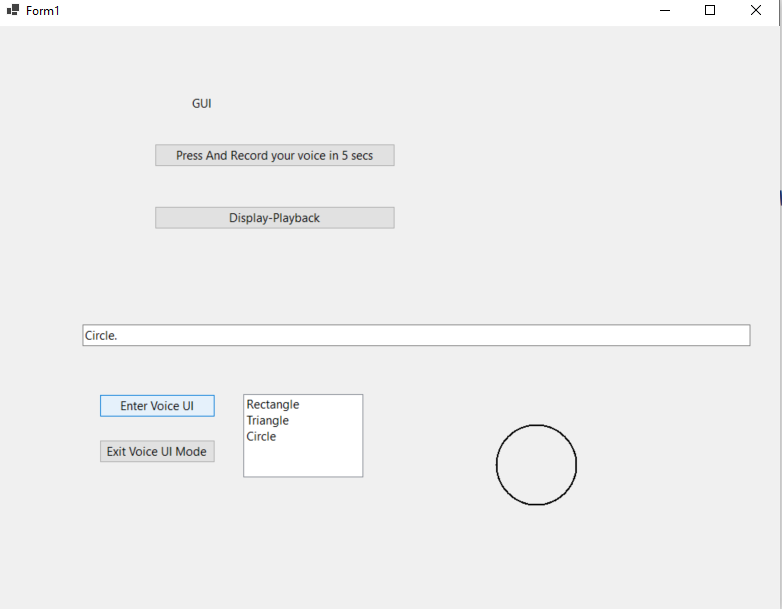 Form1
GUI
Press And Record your voice in 5 secs
Display-Playback
Circle.
Enter Voice UI
Exit Voice UI Mode
Rectangle
Triangle
Circle